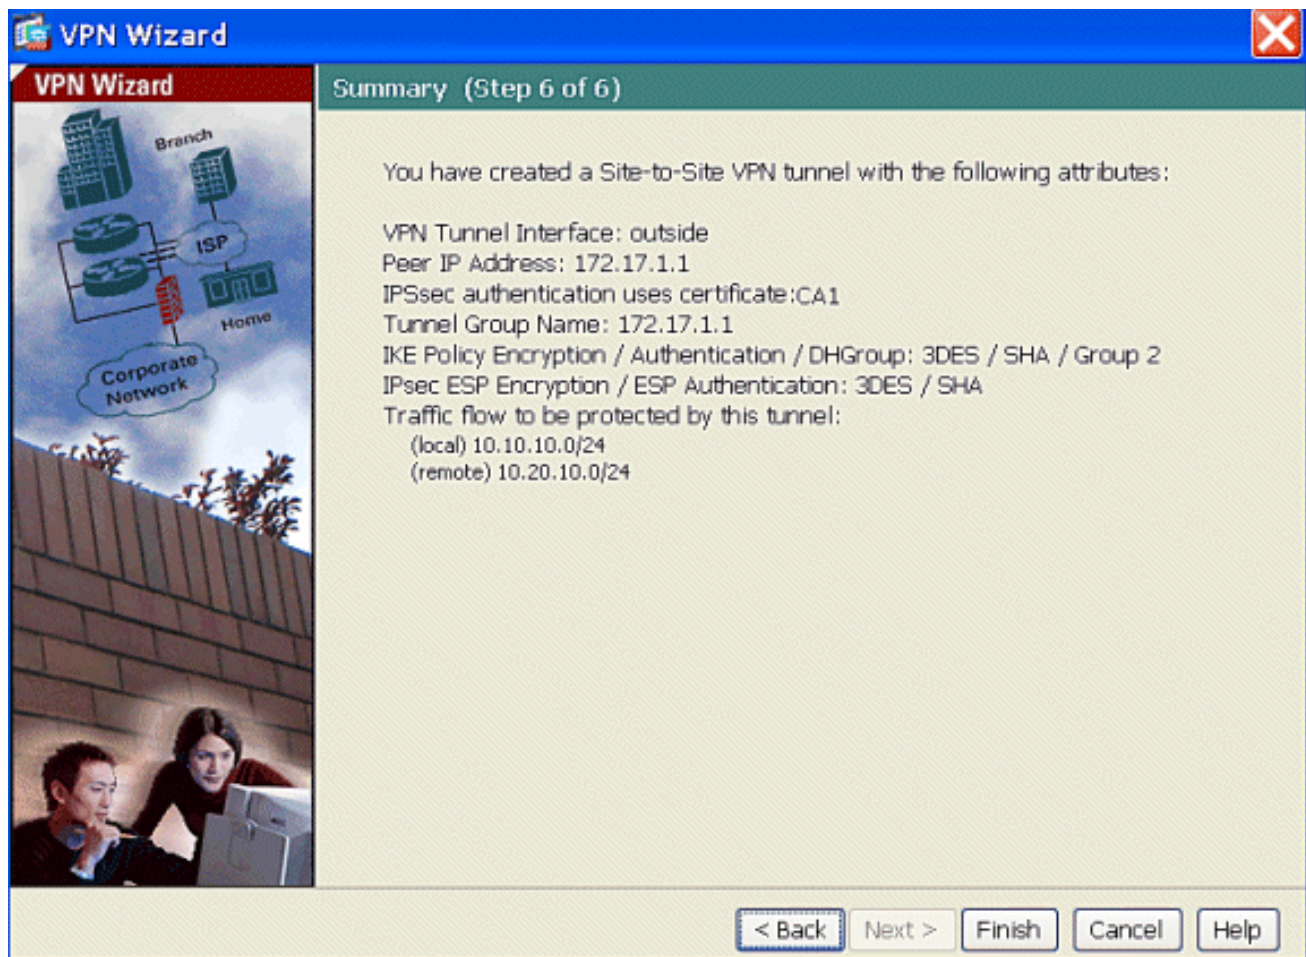 VPN Wizard
VPN Wizard
Summary (Step 6 of 6)
Branch
ISP
Home
Corporate
Network
You have created a Site-to-Site VPN tunnel with the following attributes:
VPN Tunnel Interface: outside
Peer IP Address: 172.17.1.1
IPSsec authentication uses certificate:CA1
Tunnel Group Name: 172.17.1.1
IKE Policy Encryption / Authentication / DHGroup: 3DES / SHA / Group 2
IPsec ESP Encryption / ESP Authentication: 3DES / SHA
Traffic flow to be protected by this tunnel:
(local) 10.10.10.0/24
(remote) 10.20.10.0/24
< Back Next > Finish Cancel Help